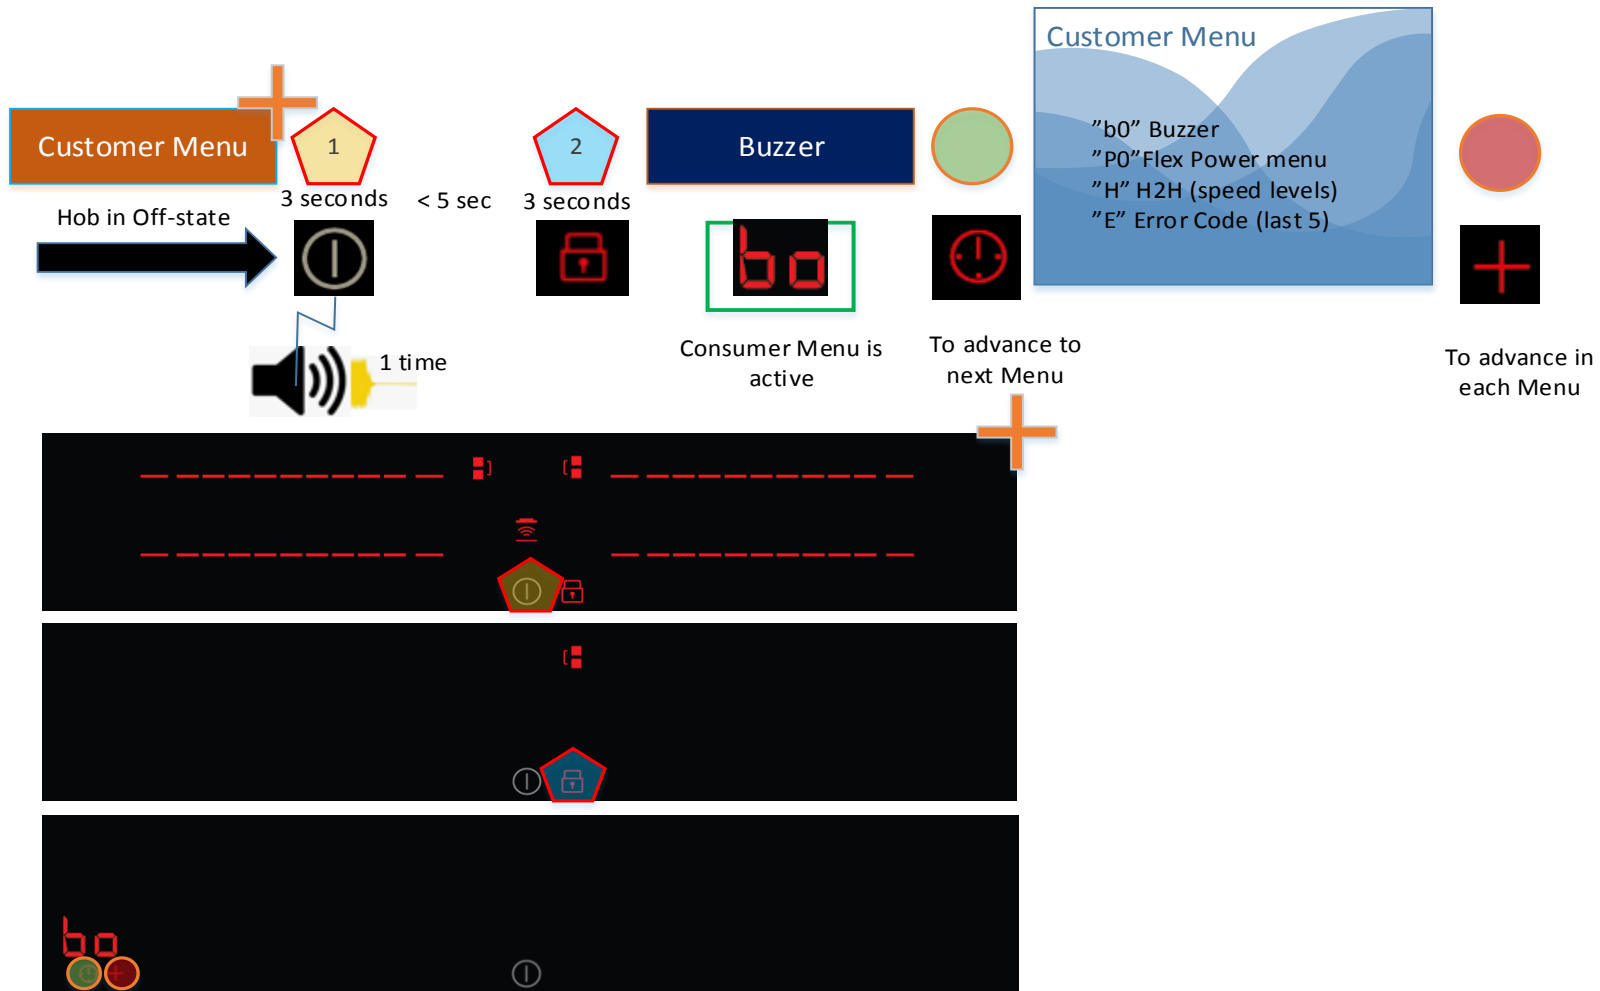 Customer Menu
Customer Menu
1
2
Buzzer
”b0” Buzzer
”P0”Flex Power menu
”H” H2H (speed levels)
”E” Error Code (last 5)
3 seconds
< 5 sec
3 seconds
Hob in Off-state
bo
1 time
Consumer Menu is
active
To advance to
next Menu
To advance in
each Menu
bo